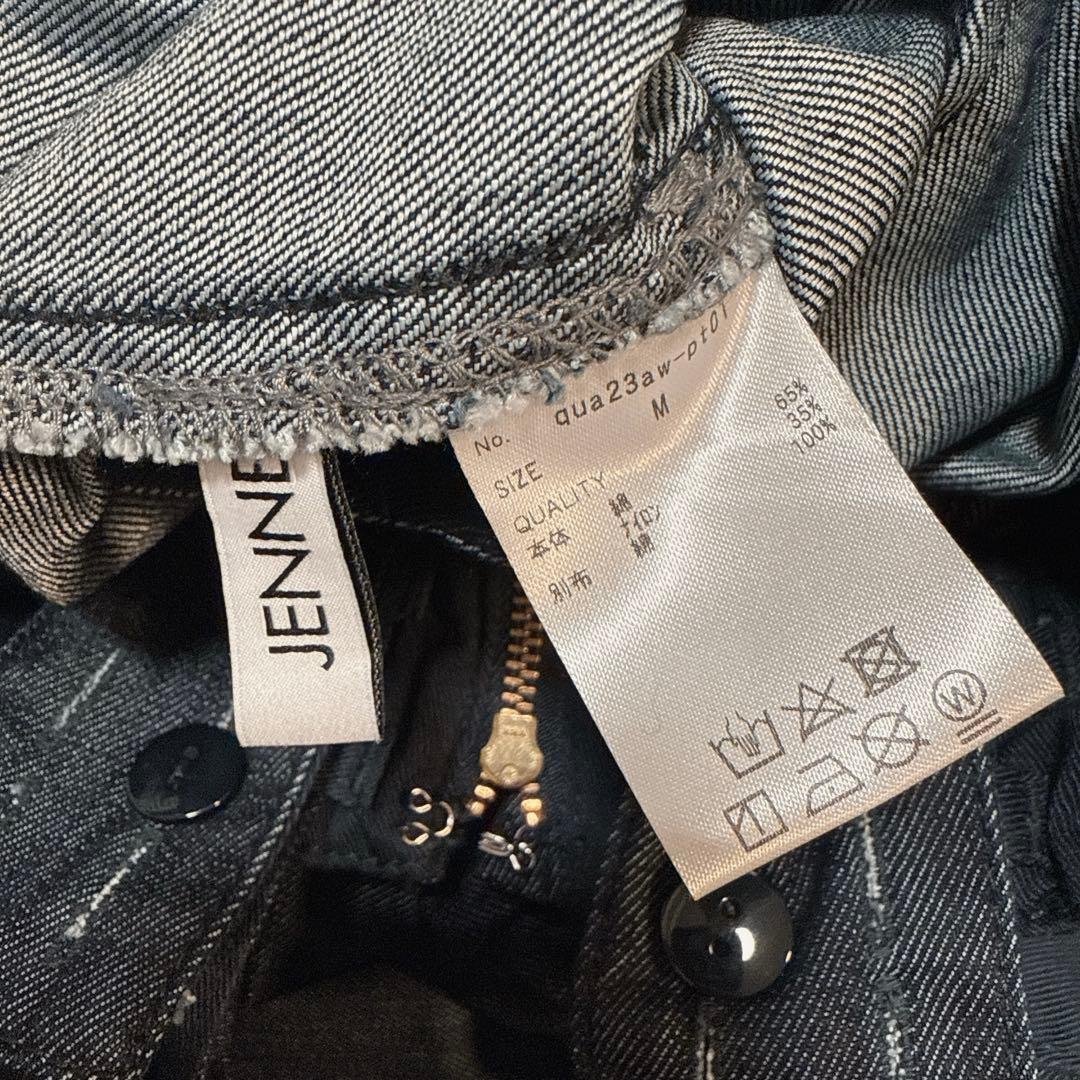 No. qua23aw-pt01
SIZE M
QUALITY
本体 綿 65%
ナイロン 35%
別布 綿 100%
W
JENNE